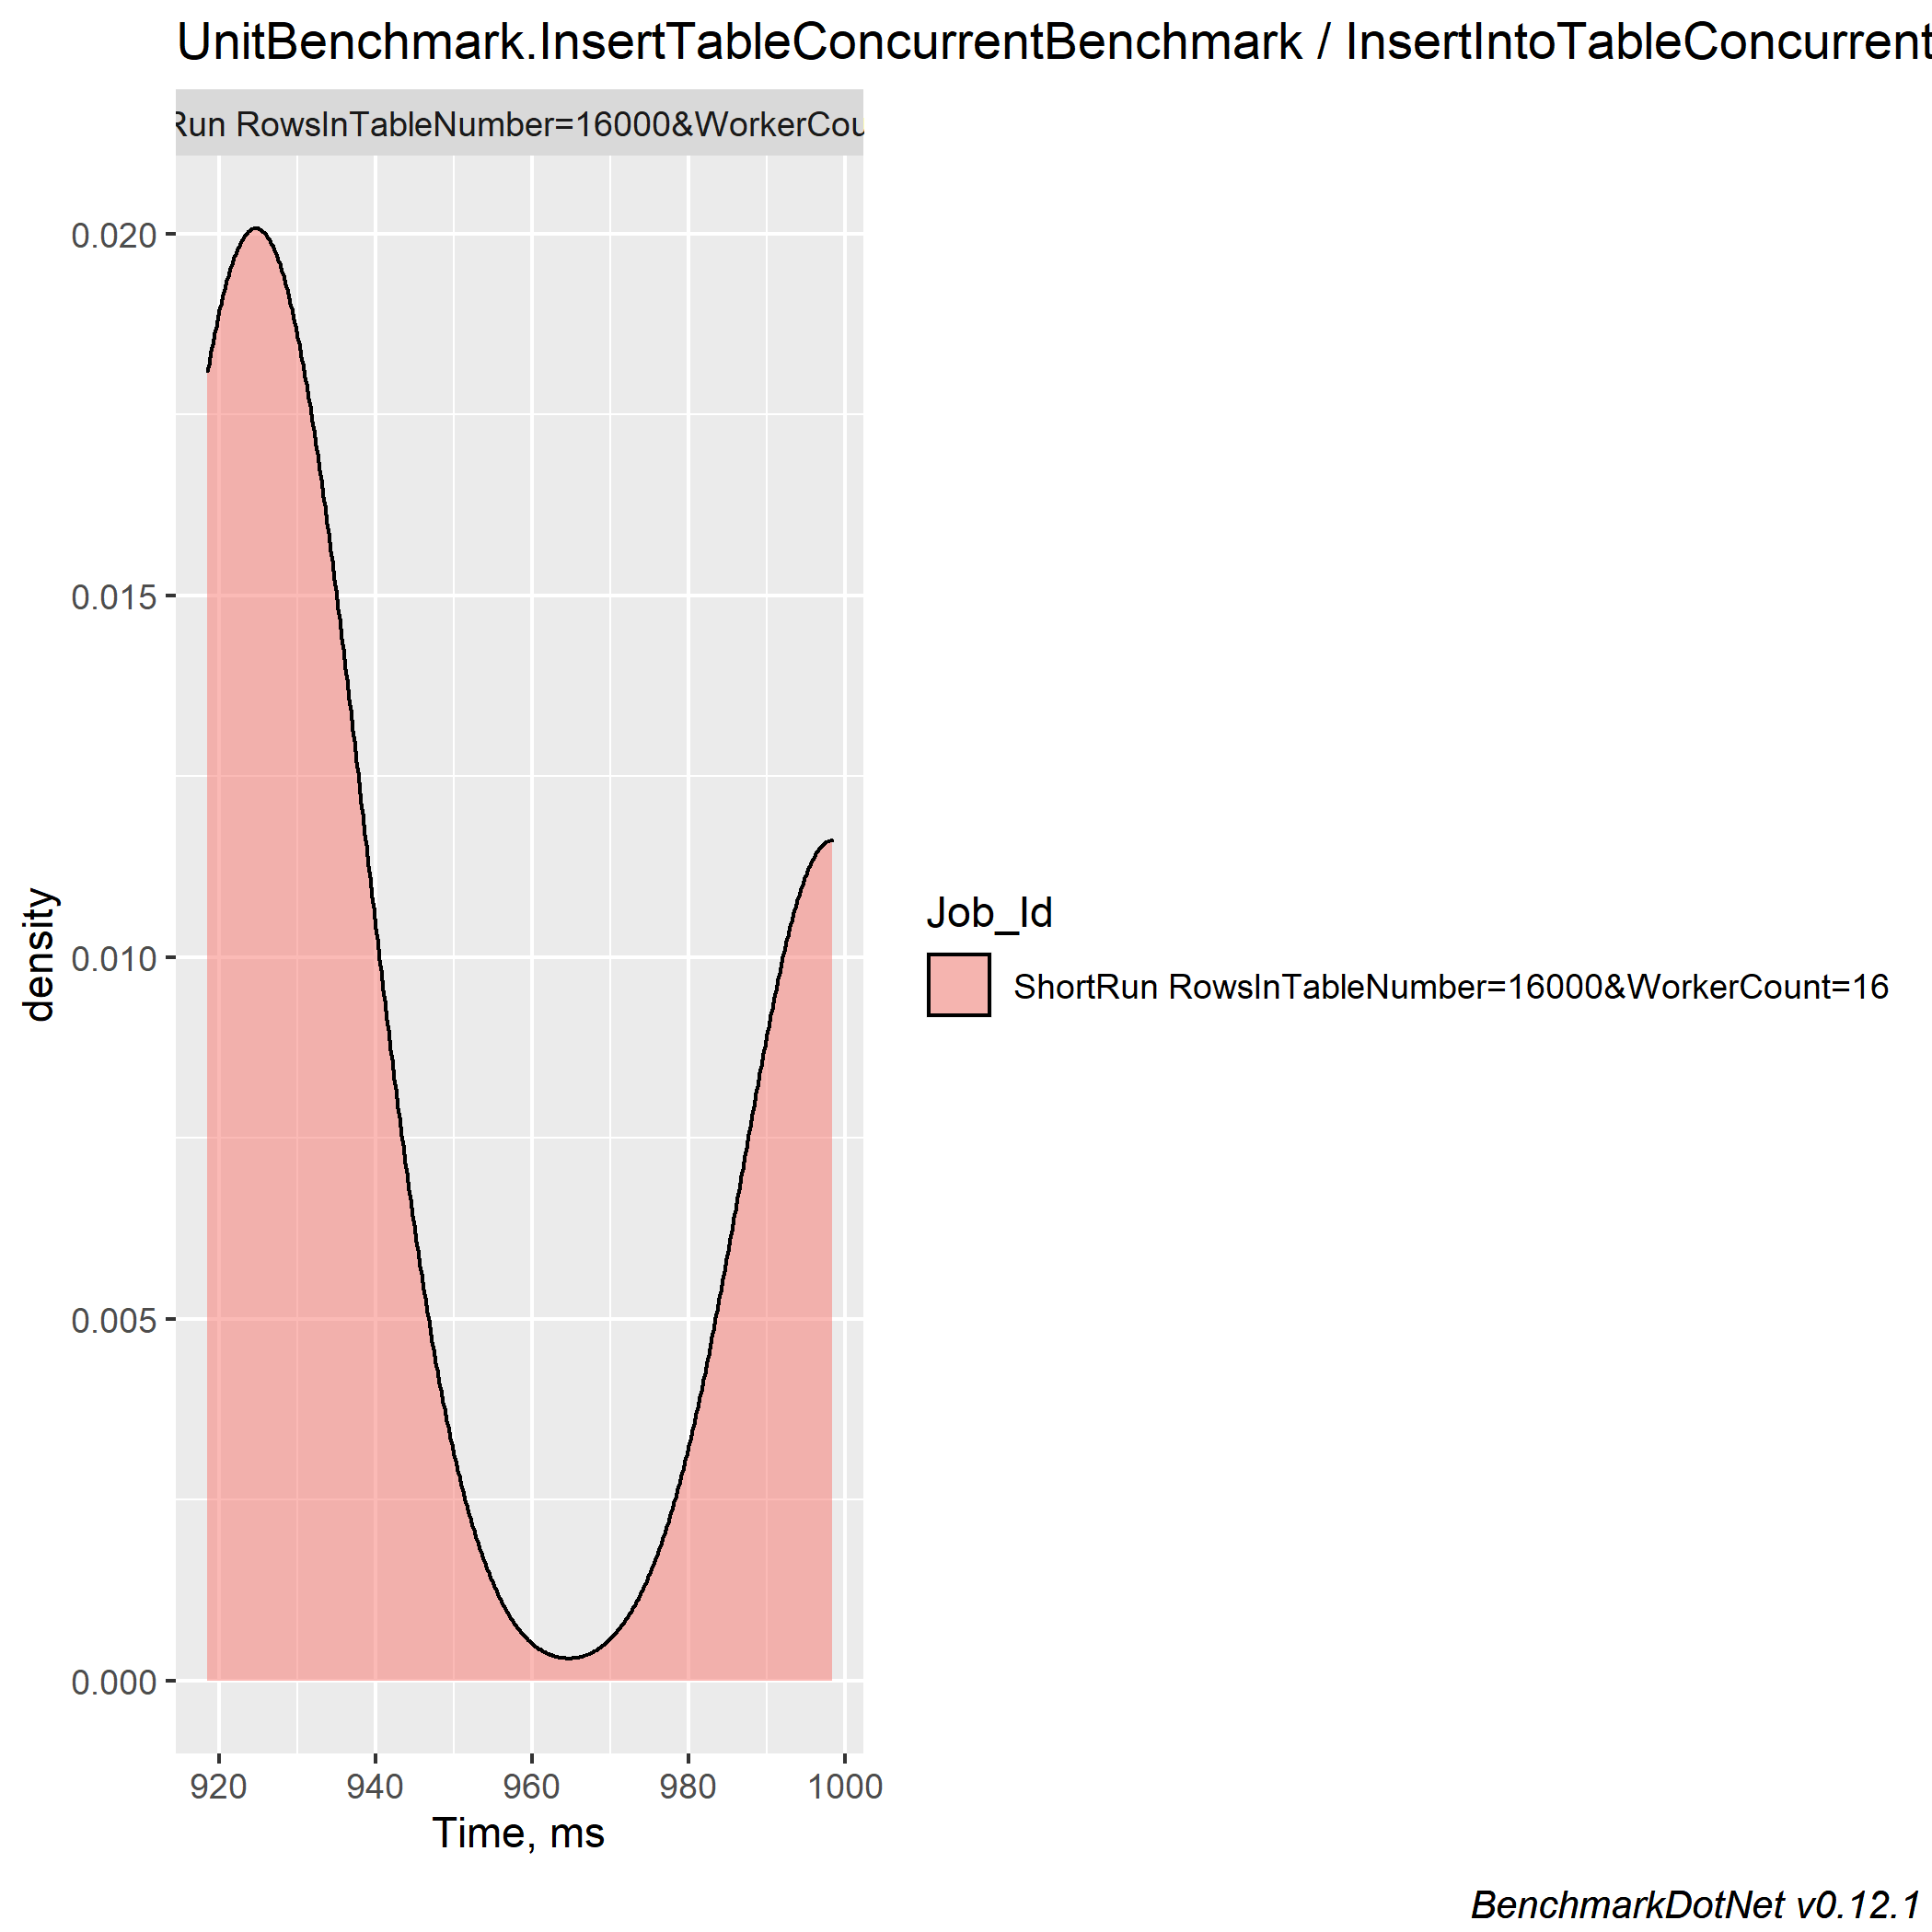 UnitBenchmark.InsertTableConcurrentBenchmark / InsertIntoTableConcurrent
Run RowsInTableNumber=16000&WorkerCou
0.020
0.015
0.010
0.005
0.000
density
920 940 960 980 1000
Time, ms
Job_Id
ShortRun RowsInTableNumber=16000&WorkerCount=16
BenchmarkDotNet v0.12.1